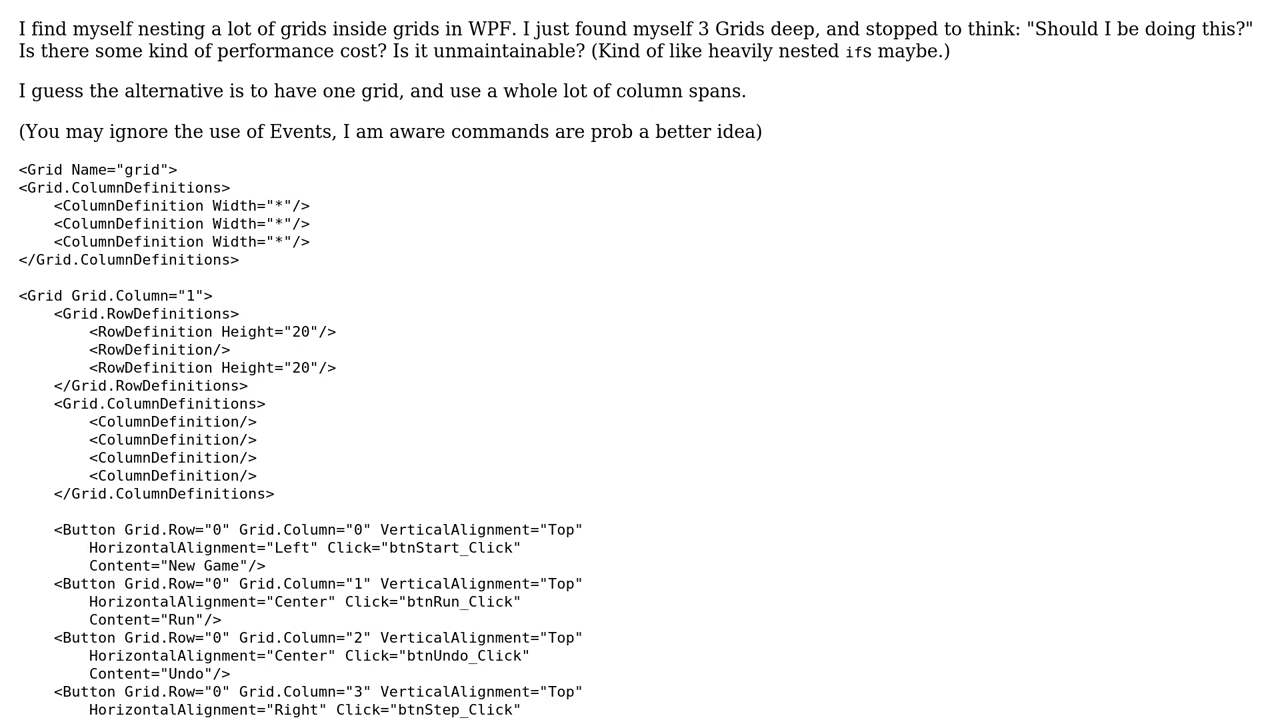 I find myself nesting a lot of grids inside grids in WPF. I just found myself 3 Grids deep, and stopped to think: "Should I be doing this?"
Is there some kind of performance cost? Is it unmaintainable? (Kind of like heavily nested ifs maybe.)
I guess the alternative is to have one grid, and use a whole lot of column spans.
(You may ignore the use of Events, I am aware commands are prob a better idea)
<Grid Name="grid">
<Grid.ColumnDefinitions>
    <ColumnDefinition Width="*"/>
    <ColumnDefinition Width="*"/>
    <ColumnDefinition Width="*"/>
</Grid.ColumnDefinitions>
<Grid Grid.Column="1">
    <Grid.RowDefinitions>
        <RowDefinition Height="20"/>
        <RowDefinition/>
        <RowDefinition Height="20"/>
    </Grid.RowDefinitions>
    <Grid.ColumnDefinitions>
        <ColumnDefinition/>
        <ColumnDefinition/>
        <ColumnDefinition/>
        <ColumnDefinition/>
    </Grid.ColumnDefinitions>
    <Button Grid.Row="0" Grid.Column="0" VerticalAlignment="Top"
        HorizontalAlignment="Left" Click="btnStart_Click"
        Content="New Game"/>
    <Button Grid.Row="0" Grid.Column="1" VerticalAlignment="Top"
        HorizontalAlignment="Center" Click="btnRun_Click"
        Content="Run"/>
    <Button Grid.Row="0" Grid.Column="2" VerticalAlignment="Top"
        HorizontalAlignment="Center" Click="btnUndo_Click"
        Content="Undo"/>
    <Button Grid.Row="0" Grid.Column="3" VerticalAlignment="Top"
        HorizontalAlignment="Right" Click="btnStep_Click"